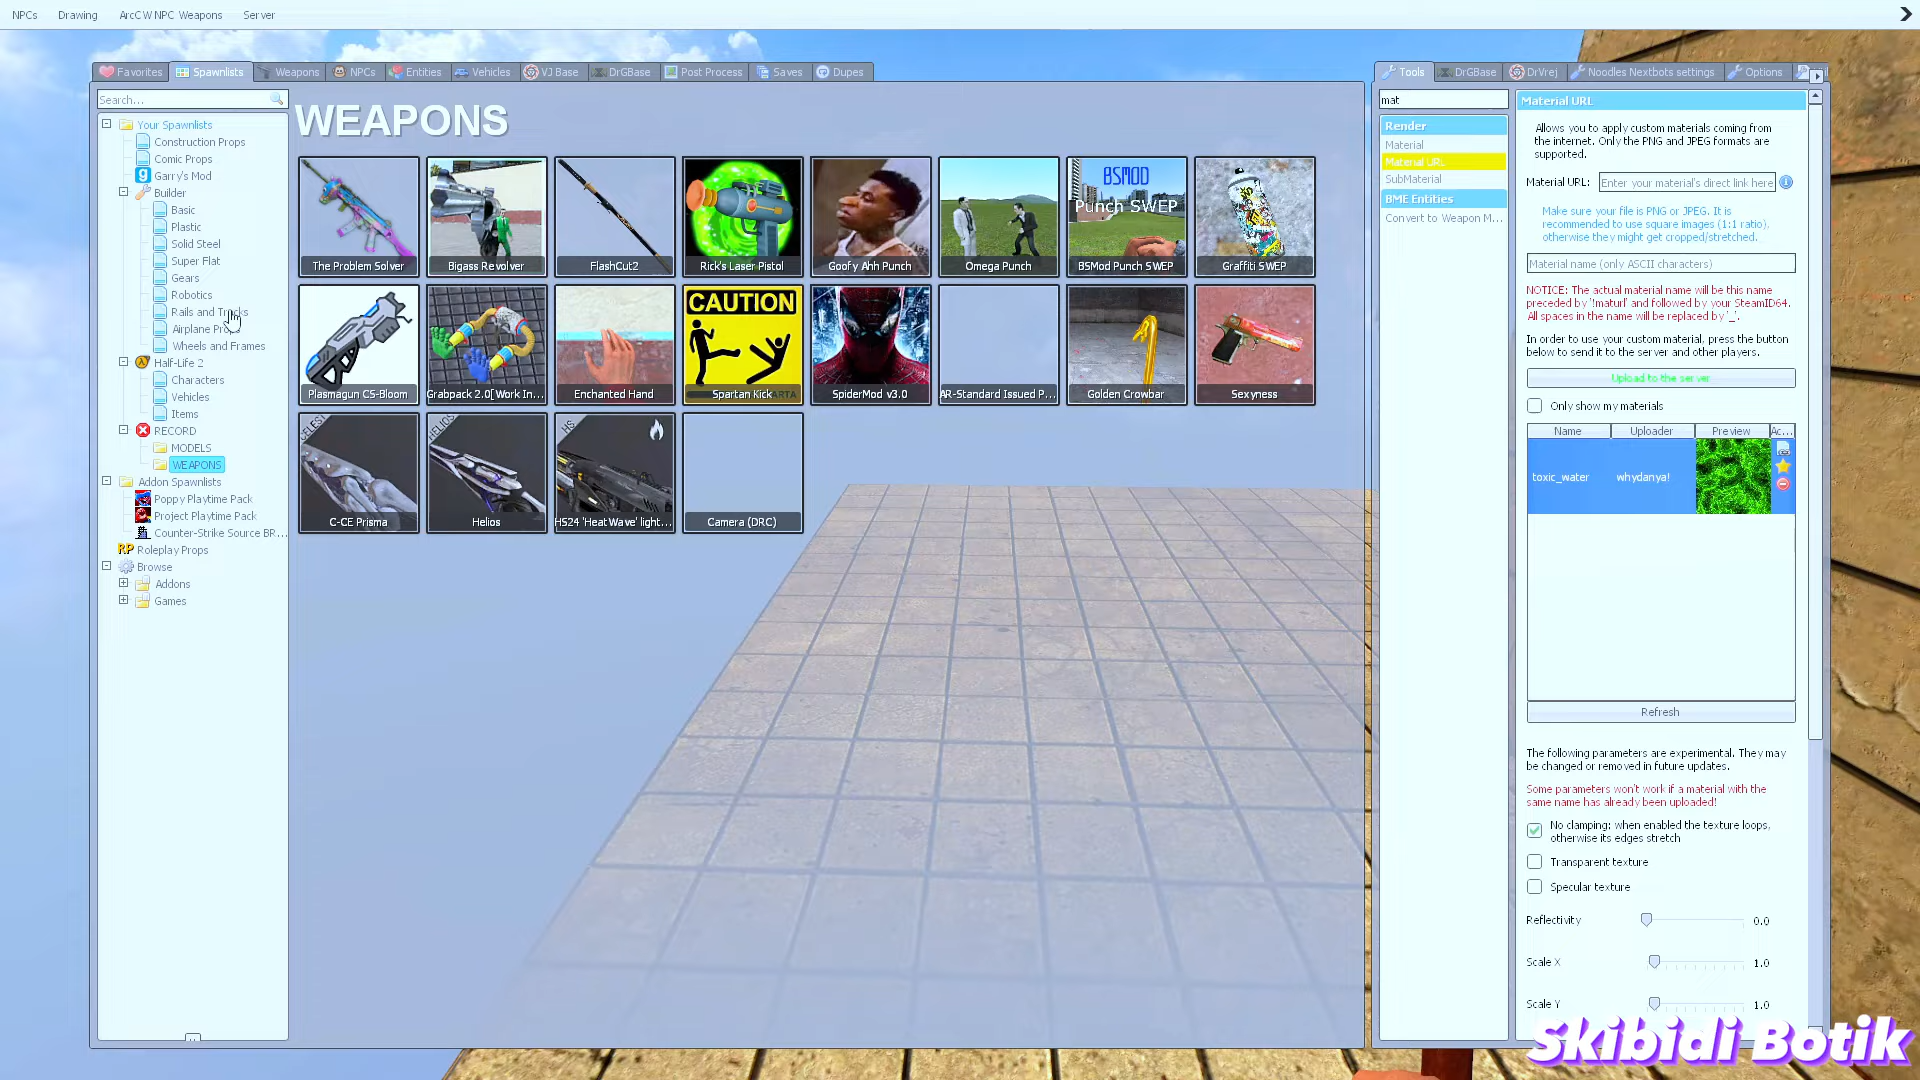 NPCs
Drawing
ArcCW NPC Weapons
Server
Favorites
Spawnlists
Weapons
NPCs
Entities
Vehicles
VJ Base
DrGBase
Post Process
Saves
Dupes
Search...
Your Spawnlists
Construction Props
Comic Props
Garry's Mod
Builder
Basic
Plastic
Solid Steel
Super Flat
Gears
Robotics
Rails and Tracks
Airplane Pro
Wheels and Frames
Half-Life 2
Characters
Vehicles
Items
RECORD
MODELS
WEAPONS
Addon Spawnlists
Poppy Playtime Pack
Project Playtime Pack
Counter-Strike Source BR...
RP Roleplay Props
Browse
Addons
Games
WEAPONS
The Problem Solver
Bigass Revolver
FlashCut2
Rick's Laser Pistol
Goofy Ahh Punch
Omega Punch
BSMOD
Punch SWEP
BSMod Punch SWEP
Graffiti SWEP
Plasmagun CS-Bloom
Grabpack 2.0[ Work In...
Enchanted Hand
CAUTION
Spartan Kick
SpiderMod v3.0
AR-Standard Issued P...
Golden Crowbar
Sexyness
C-CE Prisma
HELIOS
Helios
HS
HS24 'HeatWave' light...
Camera (DRC)
Tools
DrGBase
DrVrej
Noodles Nextbots settings
Options
mat
Render
Material
Material URL
SubMaterial
BME Entities
Convert to Weapon M...
Material URL
Allows you to apply custom materials coming from
the internet. Only the PNG and JPEG formats are
supported.
Material URL:
Enter your material's direct link here
Make sure your file is PNG or JPEG. It is
recommended to use square images (1:1 ratio),
otherwise they might get cropped/stretched.
Material name (only ASCII characters)
NOTICE: The actual material name will be this name
preceded by '!maturl' and followed by your SteamID64.
All spaces in the name will be replaced by '_'.
In order to use your custom material, press the button
below to send it to the server and other players.
Upload to the server
Only show my materials
Name
Uploader
Preview
Ac...
toxic_water
whydanya!
Refresh
The following parameters are experimental. They may
be changed or removed in future updates.
Some parameters won't work if a material with the
same name has already been uploaded!
No clamping: when enabled the texture loops,
otherwise its edges stretch
Transparent texture
Specular texture
Reflectivity
0.0
Scale X
1.0
Scale Y
1.0
Skibidi Botik